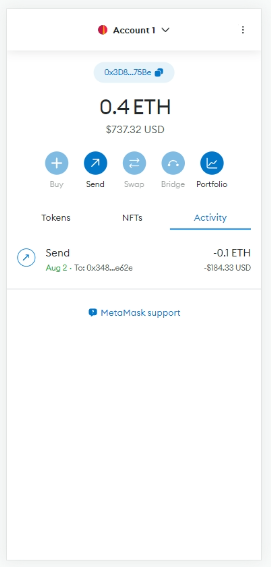 Account 1
0x3D8...75Be
0.4 ETH
$737.32 USD
Buy Send Swap Bridge Portfolio
Tokens NFTs Activity
Send -0.1 ETH
Aug 2 · To: 0x348...e62e -$184.33 USD
MetaMask support